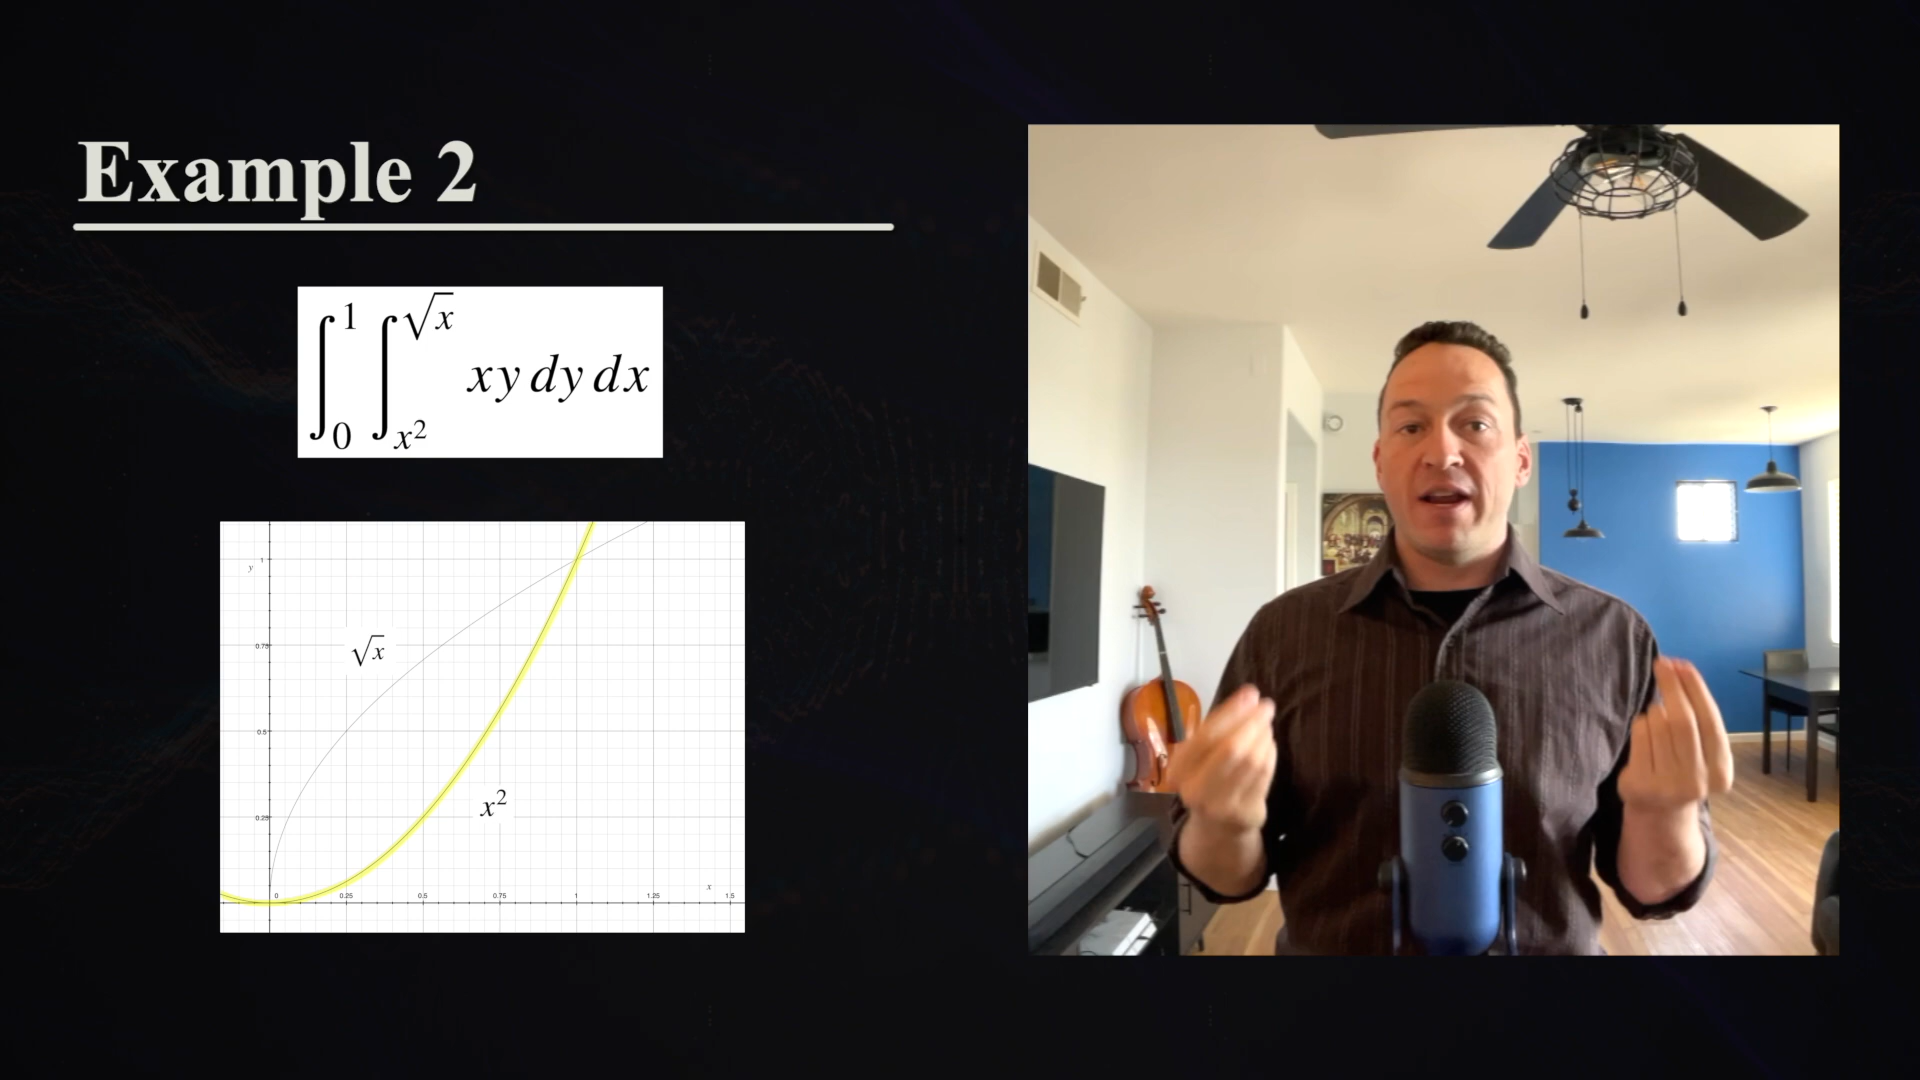 Example 2
∫₀¹ ∫ₓ²^√x xy dy dx
y
1
√x
0.75
0.5
x²
0.25
x
0 0.25 0.5 0.75 1 1.25 1.5